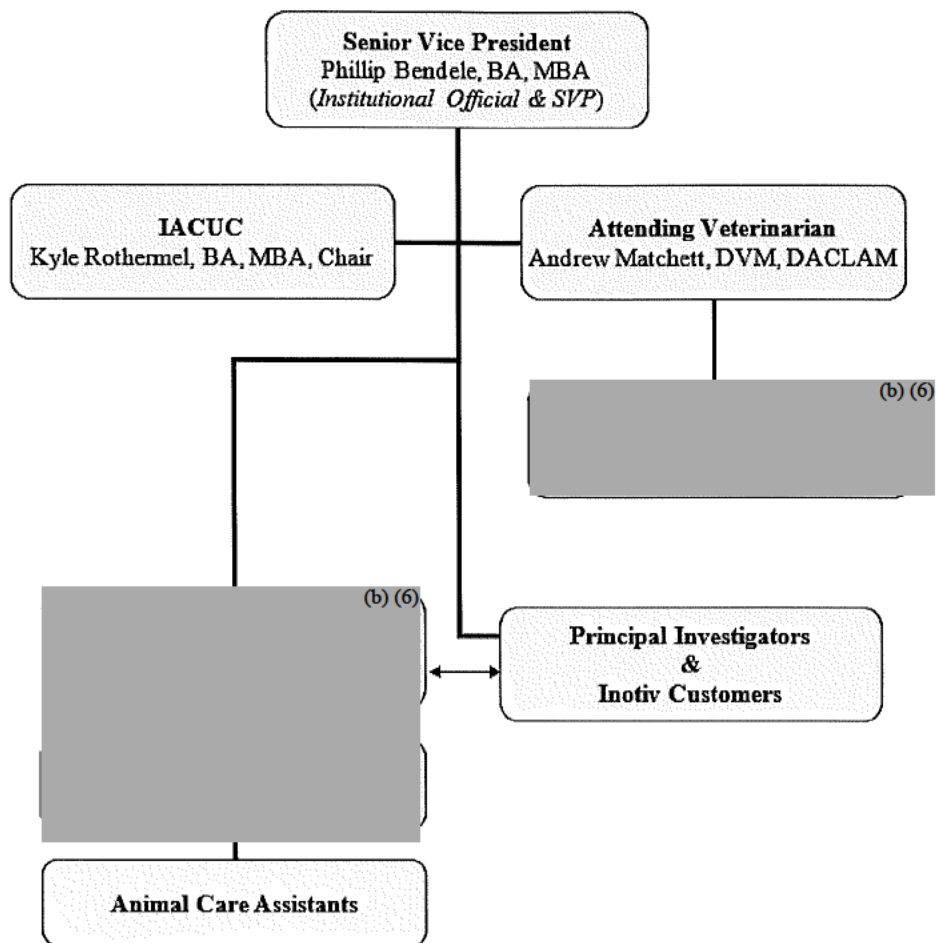 Senior Vice President
Phillip Bendele, BA, MBA
(Institutional Official & SVP)
IACUC
Kyle Rothermel, BA, MBA, Chair
Attending Veterinarian
Andrew Matchett, DVM, DACLAM
(b) (6)
(b) (6)
Principal Investigators
&
Inotiv Customers
Animal Care Assistants